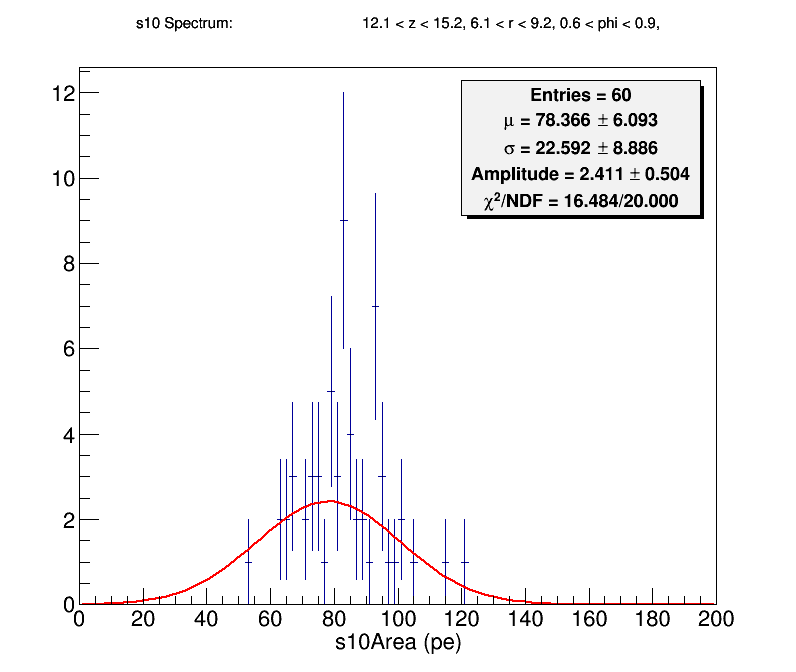 s10 Spectrum: 12.1 < z < 15.2, 6.1 < r < 9.2, 0.6 < phi < 0.9,
Entries = 60
μ = 78.366 ± 6.093
σ = 22.592 ± 8.886
Amplitude = 2.411 ± 0.504
χ²/NDF = 16.484/20.000
12
10
8
6
4
2
0
0 20 40 60 80 100 120 140 160 180 200
s10Area (pe)